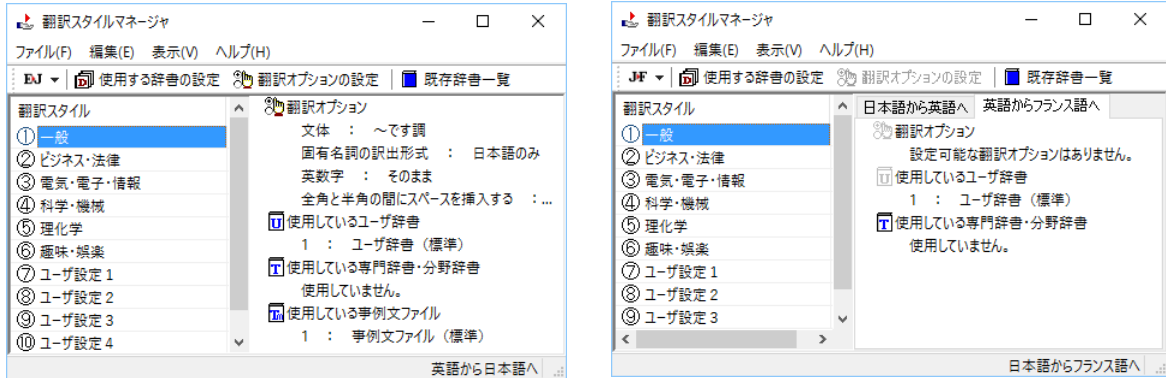 翻訳スタイルマネージャ
ファイル(F) 編集(E) 表示(V) ヘルプ(H)
EJ 使用する辞書の設定 翻訳オプションの設定 既存辞書一覧
翻訳スタイル
① 一般
② ビジネス・法律
③ 電気・電子・情報
④ 科学・機械
⑤ 理化学
⑥ 趣味・娯楽
⑦ ユーザ設定 1
⑧ ユーザ設定 2
⑨ ユーザ設定 3
⑩ ユーザ設定 4
翻訳オプション
文体 : ～です調
固有名詞の訳出形式 : 日本語のみ
英数字 : そのまま
全角と半角の間にスペースを挿入する :...
U 使用しているユーザ辞書
1 : ユーザ辞書（標準）
T 使用している専門辞書・分野辞書
使用していません。
Tm 使用している事例文ファイル
1 : 事例文ファイル（標準）
英語から日本語へ
翻訳スタイルマネージャ
ファイル(F) 編集(E) 表示(V) ヘルプ(H)
JF 使用する辞書の設定 翻訳オプションの設定 既存辞書一覧
翻訳スタイル
① 一般
② ビジネス・法律
③ 電気・電子・情報
④ 科学・機械
⑤ 理化学
⑥ 趣味・娯楽
⑦ ユーザ設定 1
⑧ ユーザ設定 2
⑨ ユーザ設定 3
日本語から英語へ 英語からフランス語へ
翻訳オプション
設定可能な翻訳オプションはありません。
U 使用しているユーザ辞書
1 : ユーザ辞書（標準）
T 使用している専門辞書・分野辞書
使用していません。
日本語からフランス語へ